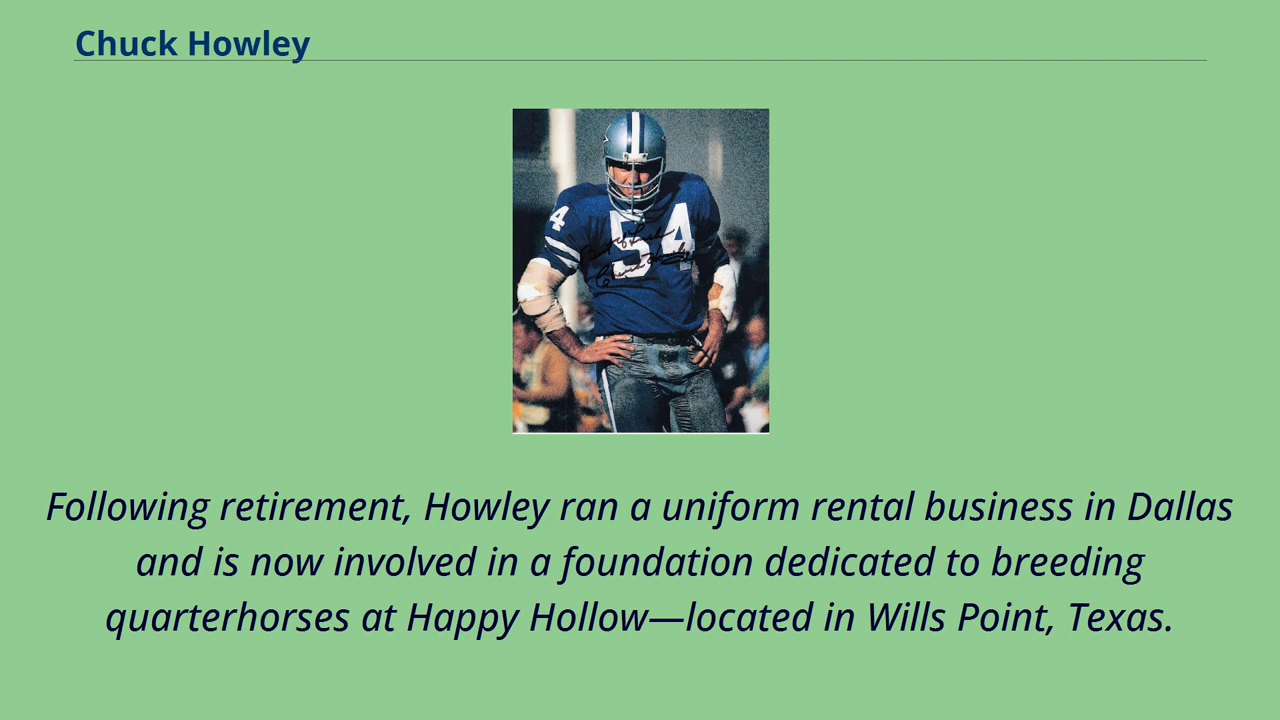 Chuck Howley
4
54
Following retirement, Howley ran a uniform rental business in Dallas
and is now involved in a foundation dedicated to breeding
quarterhorses at Happy Hollow—located in Wills Point, Texas.